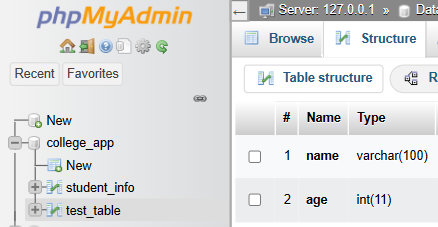 phpMyAdmin
Recent Favorites
New
college_app
New
student_info
test_table
Server: 127.0.0.1 » Data
Browse Structure
Table structure R
# Name Type
1 name varchar(100)
2 age int(11)